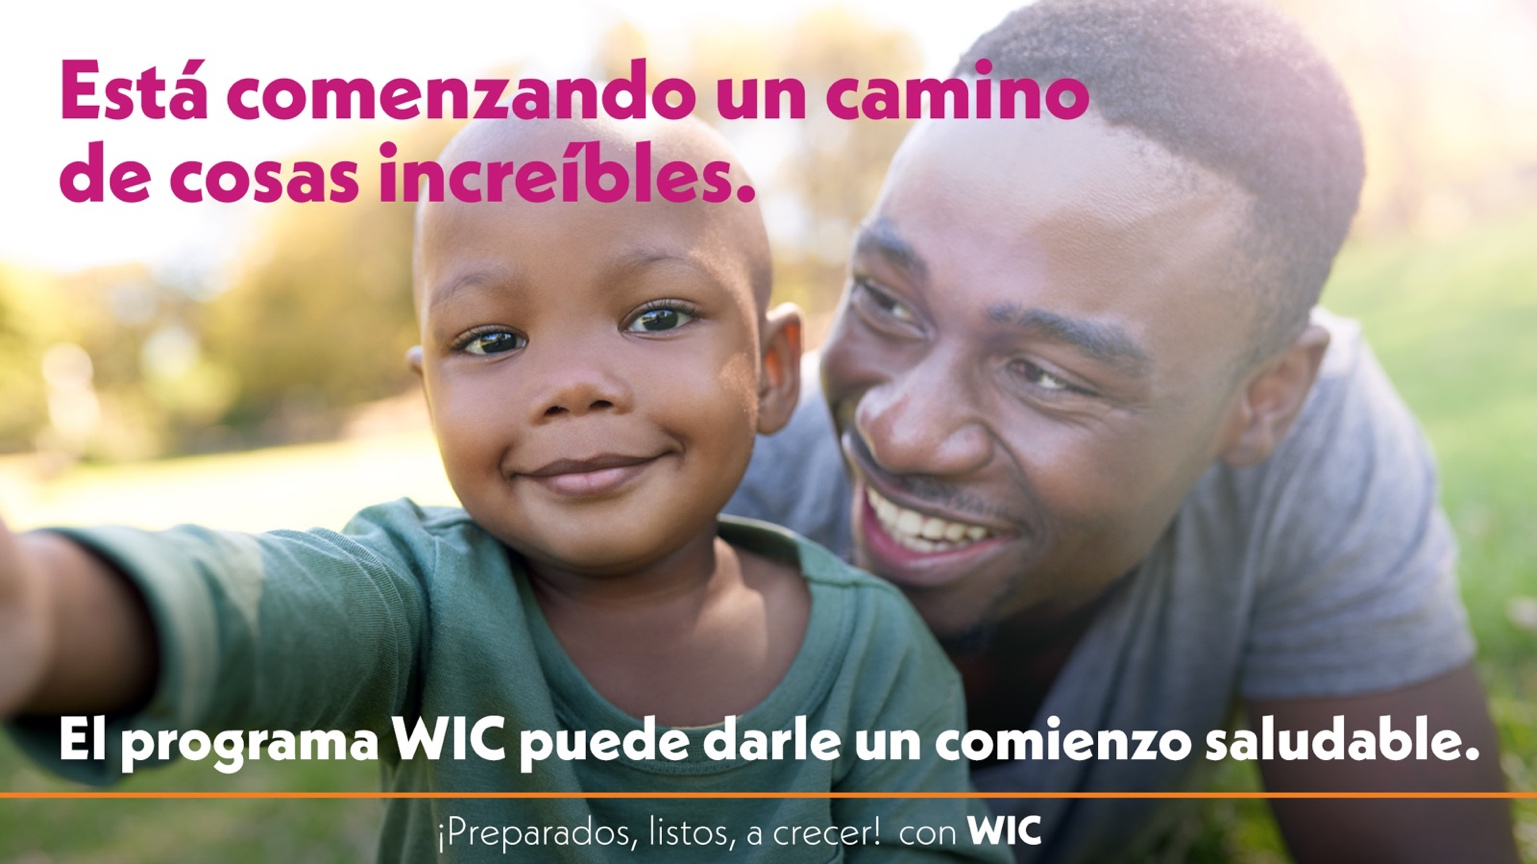 Está comenzando un camino
de cosas increíbles.
El programa WIC puede darle un comienzo saludable.
¡Preparados, listos, a crecer! con WIC